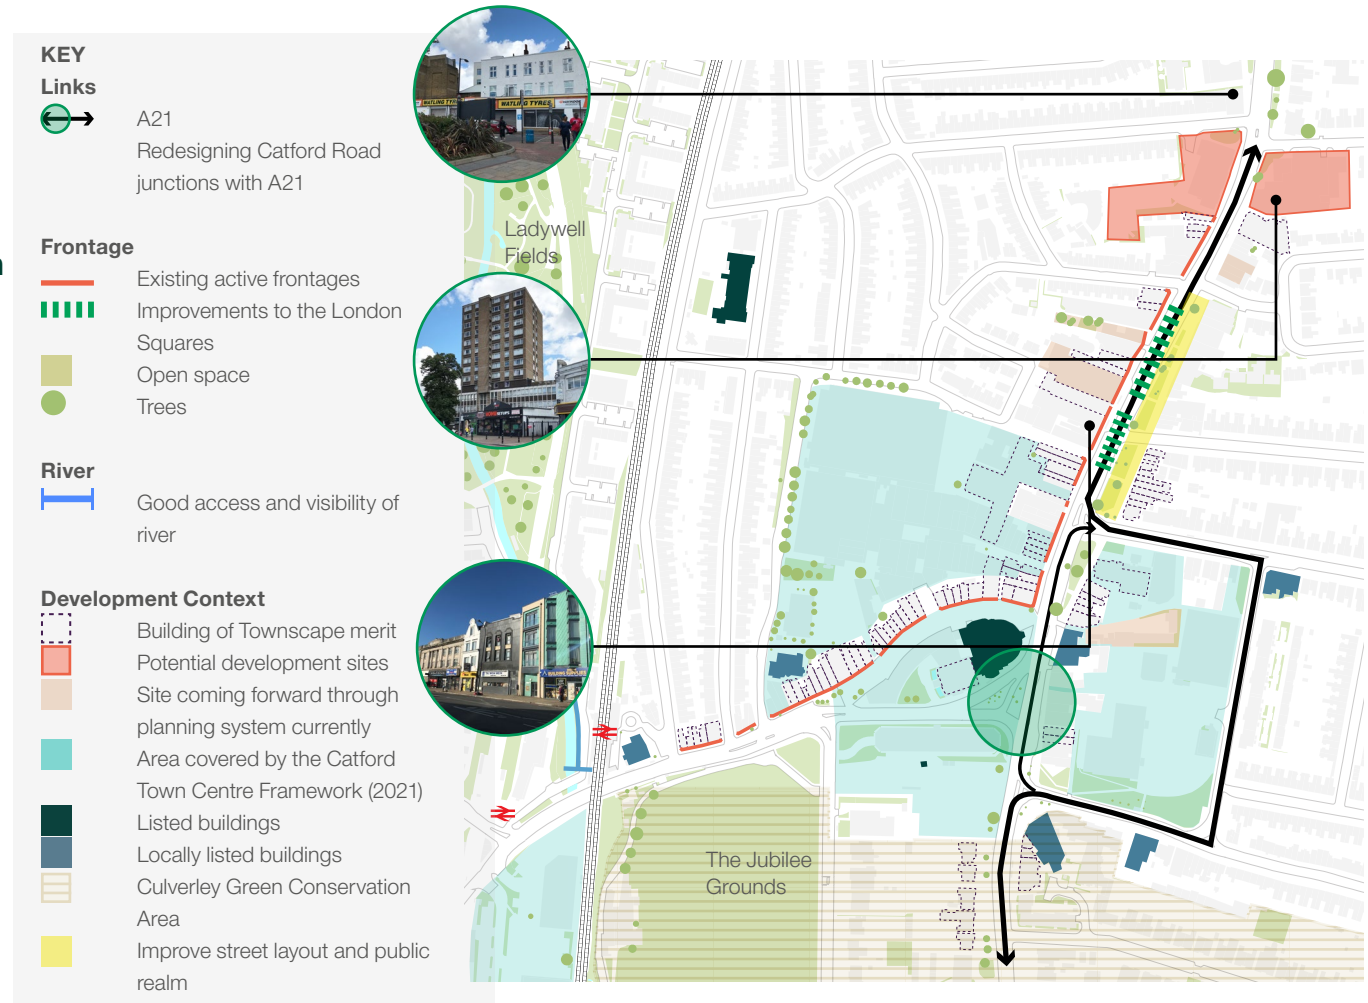 KEY
Links
A21
Redesigning Catford Road
junctions with A21
Frontage
Existing active frontages
Improvements to the London
Squares
Open space
Trees
River
Good access and visibility of
river
Development Context
Building of Townscape merit
Potential development sites
Site coming forward through
planning system currently
Area covered by the Catford
Town Centre Framework (2021)
Listed buildings
Locally listed buildings
Culverley Green Conservation
Area
Improve street layout and public
realm
WATLING TYRES
WATLING TYRES
Ladywell
Fields
The Jubilee
Grounds